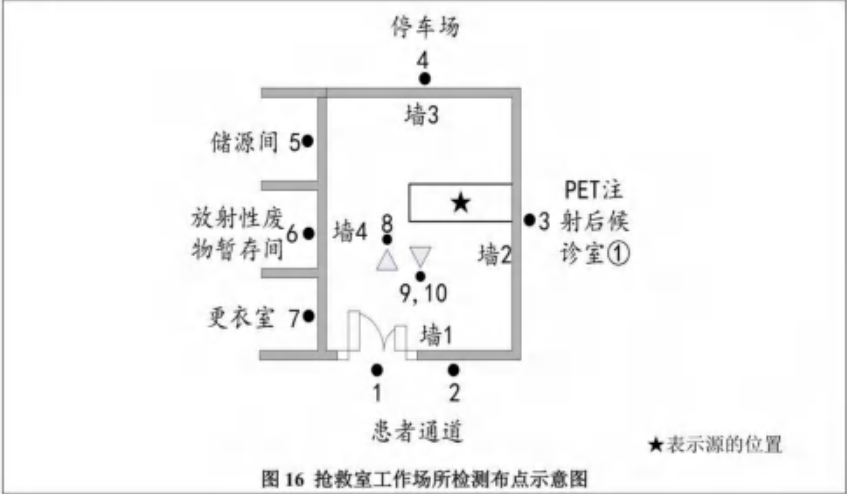 停车场
4
墙3
储源间 5
PET注
射后候
诊室①
3
放射性废
物暂存间
6
墙4
8
墙2
9,10
更衣室 7
墙1
1
2
患者通道
★表示源的位置
图 16 抢救室工作场所检测布点示意图